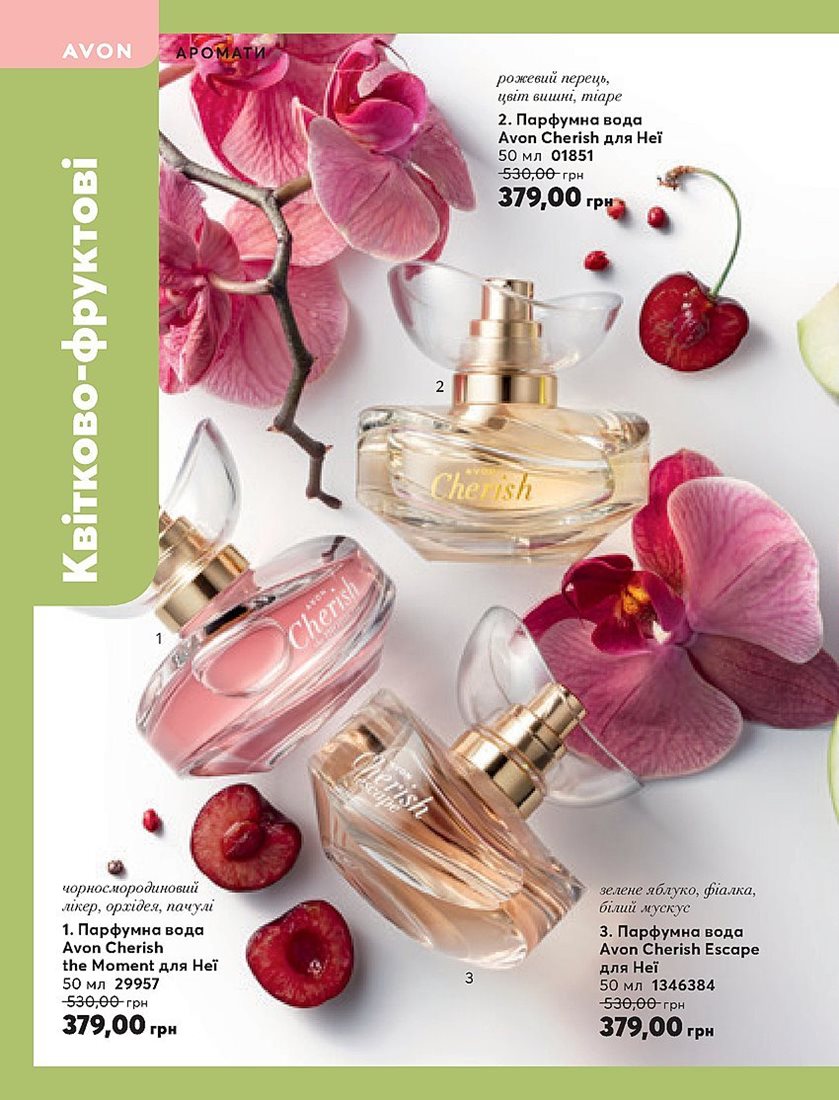 AVON
АРОМАТИ
Квітково-фруктові
рожевий перець,
цвіт вишні, тіаре
2. Парфумна вода
Avon Cherish для Неї
50 мл 01851
530,00 грн
379,00 грн
2
AVON
Cherish
1
AVON
Cherish
AVON
Cherish
escape
3
чорносмородиновий
лікер, орхідея, пачулі
1. Парфумна вода
Avon Cherish
the Moment для Неї
50 мл 29957
530,00 грн
379,00 грн
зелене яблуко, фіалка,
білий мускус
3. Парфумна вода
Avon Cherish Escape
для Неї
50 мл 1346384
530,00 грн
379,00 грн